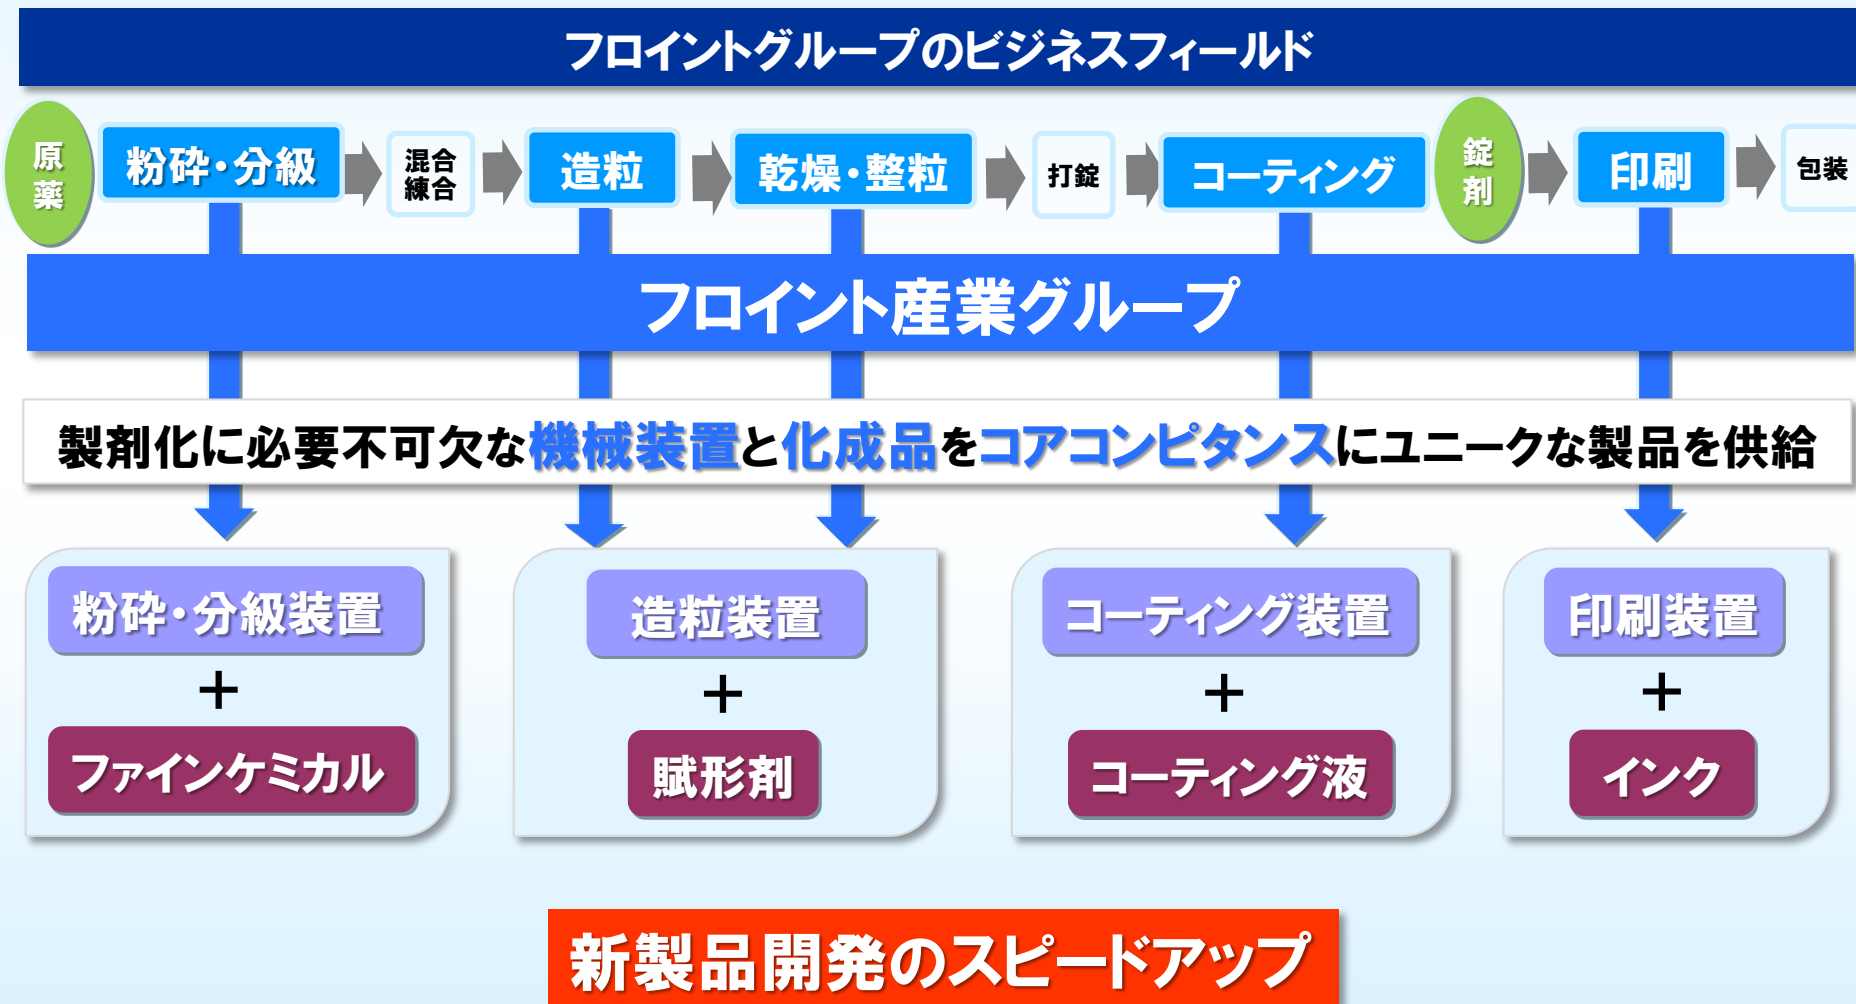 フロイントグループのビジネスフィールド
原薬
粉砕・分級
混合
練合
造粒
乾燥・整粒
打錠
コーティング
錠剤
印刷
包装
フロイント産業グループ
製剤化に必要不可欠な機械装置と化成品をコアコンピタンスにユニークな製品を供給
粉砕・分級装置
＋
ファインケミカル
造粒装置
＋
賦形剤
コーティング装置
＋
コーティング液
印刷装置
＋
インク
新製品開発のスピードアップ